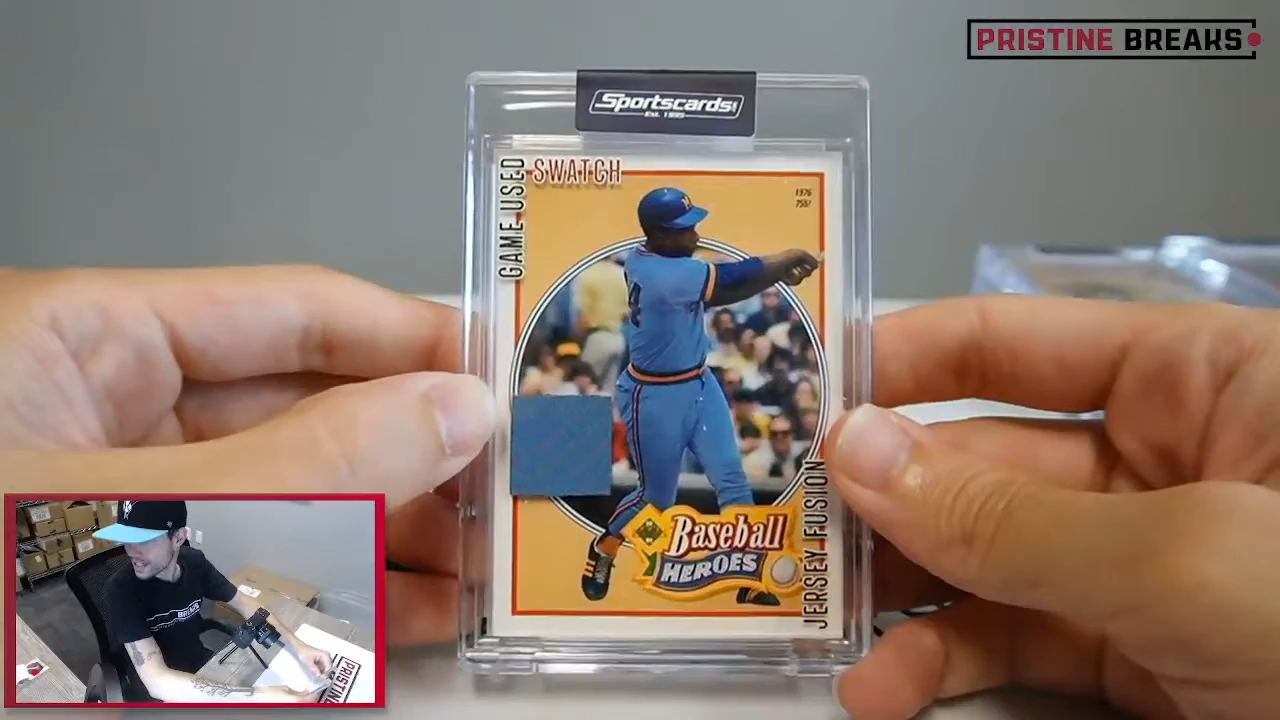 PRISTINE BREAKS
Sportscards
Est. 1995
GAME USED
SWATCH
1976
755!
Baseball
HEROES
JERSEY FUSION